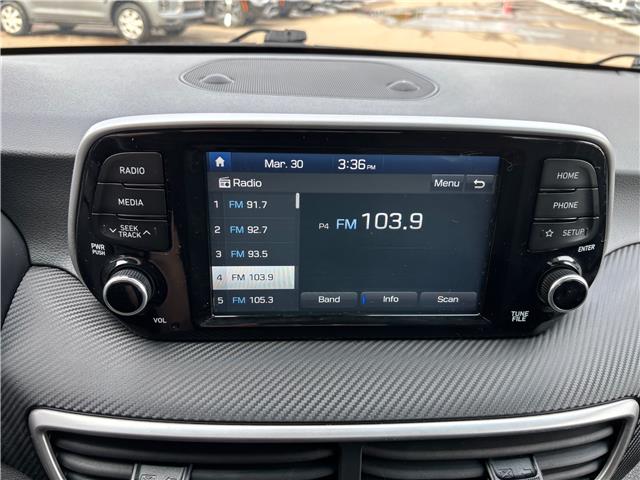 Mar. 30 3:36 PM
Radio Menu
1 FM 91.7
2 FM 92.7
3 FM 93.5
4 FM 103.9
5 FM 105.3
P4 FM 103.9
Band Info Scan
RADIO
MEDIA
SEEK
TRACK
PWR
PUSH
VOL
HOME
PHONE
SETUP
ENTER
TUNE
FILE